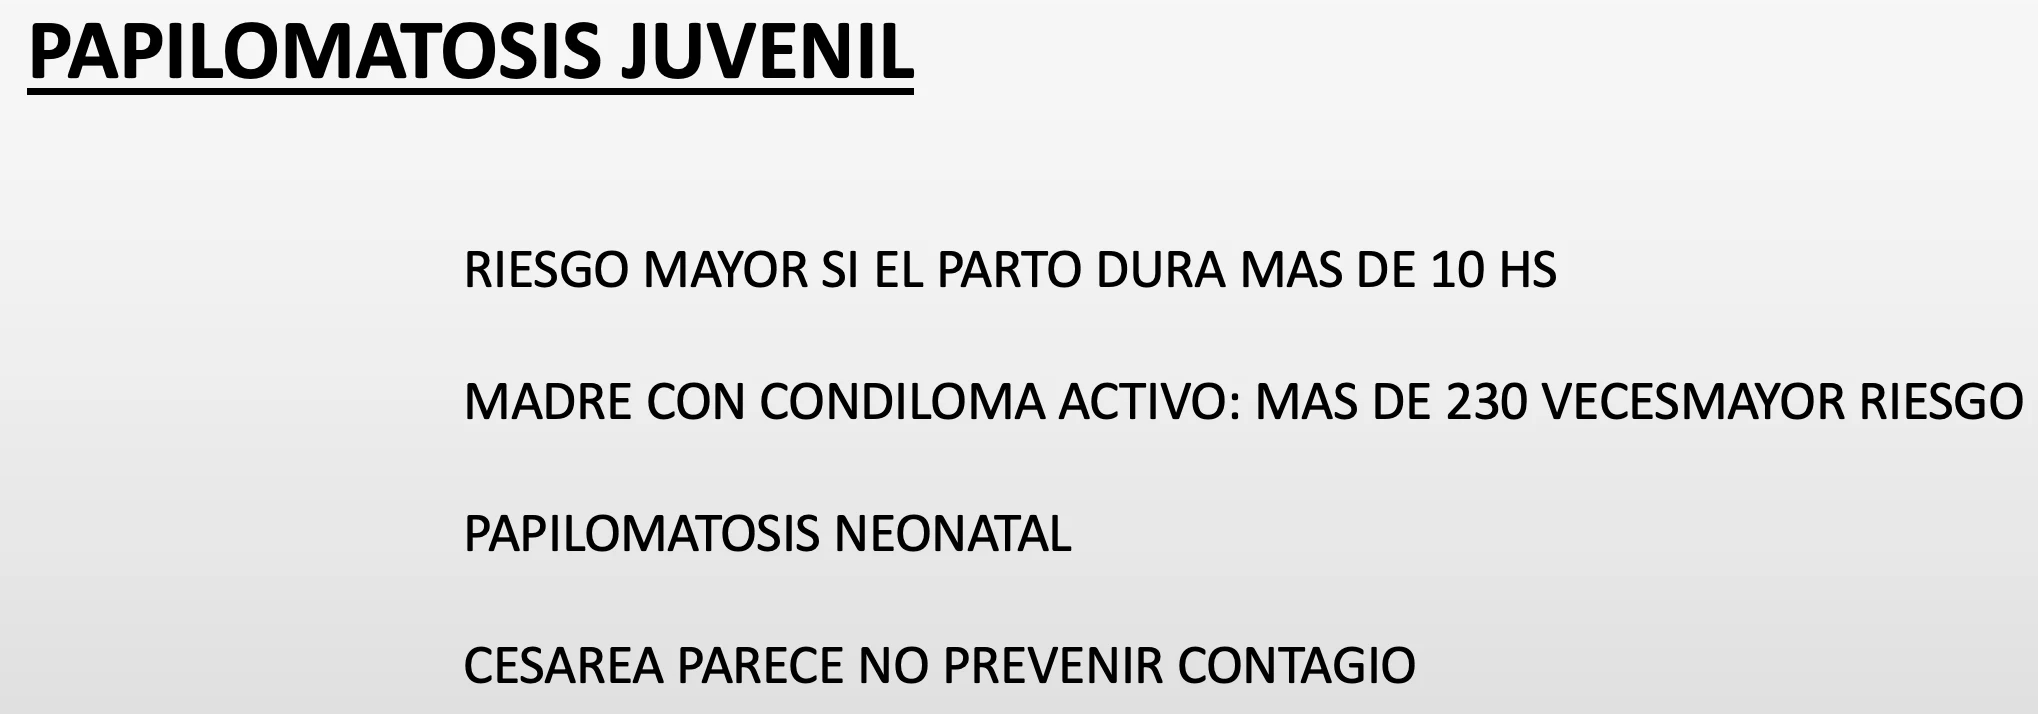 PAPILOMATOSIS JUVENIL
RIESGO MAYOR SI EL PARTO DURA MAS DE 10 HS
MADRE CON CONDILOMA ACTIVO: MAS DE 230 VECESMAYOR RIESGO
PAPILOMATOSIS NEONATAL
CESAREA PARECE NO PREVENIR CONTAGIO